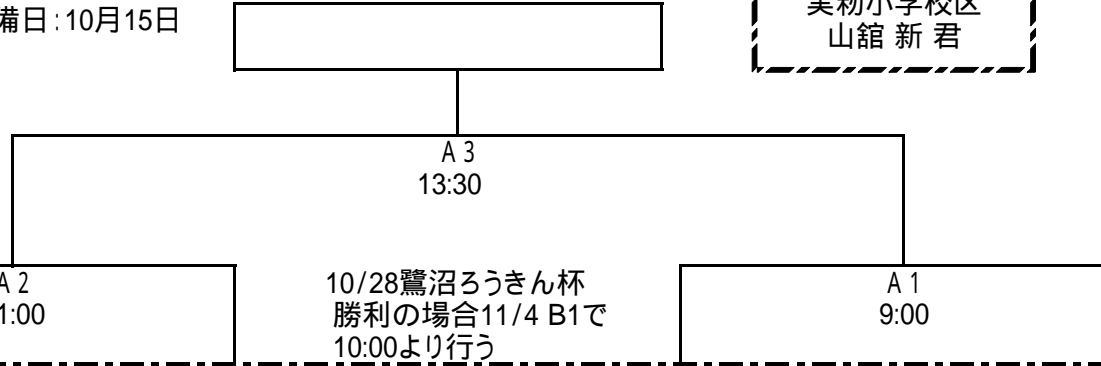 備日:10月15日
実籾小学校区
山舘 新 君
A 3
13:30
A 2
1:00
10/28鷺沼ろうきん杯
勝利の場合11/4 B1で
10:00より行う
A 1
9:00